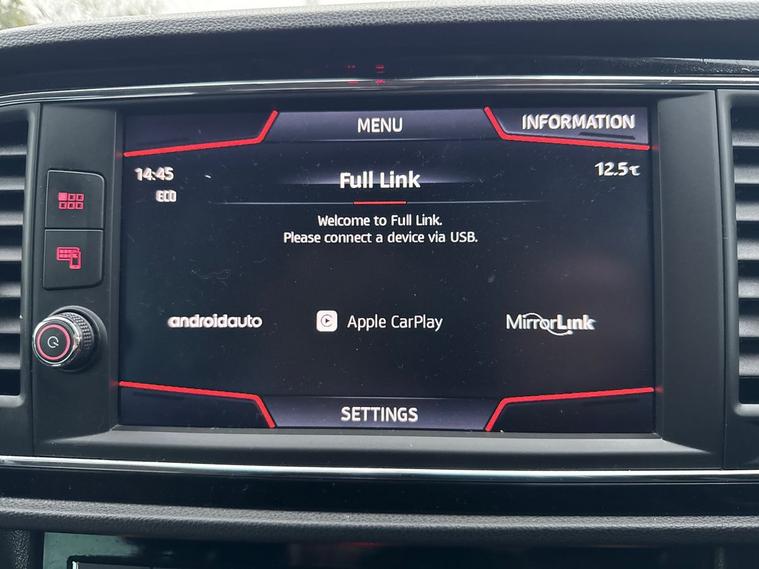 MENU
INFORMATION
14:45
12.5℃
ECO
Full Link
Welcome to Full Link.
Please connect a device via USB.
androidauto
Apple CarPlay
MirrorLink
SETTINGS